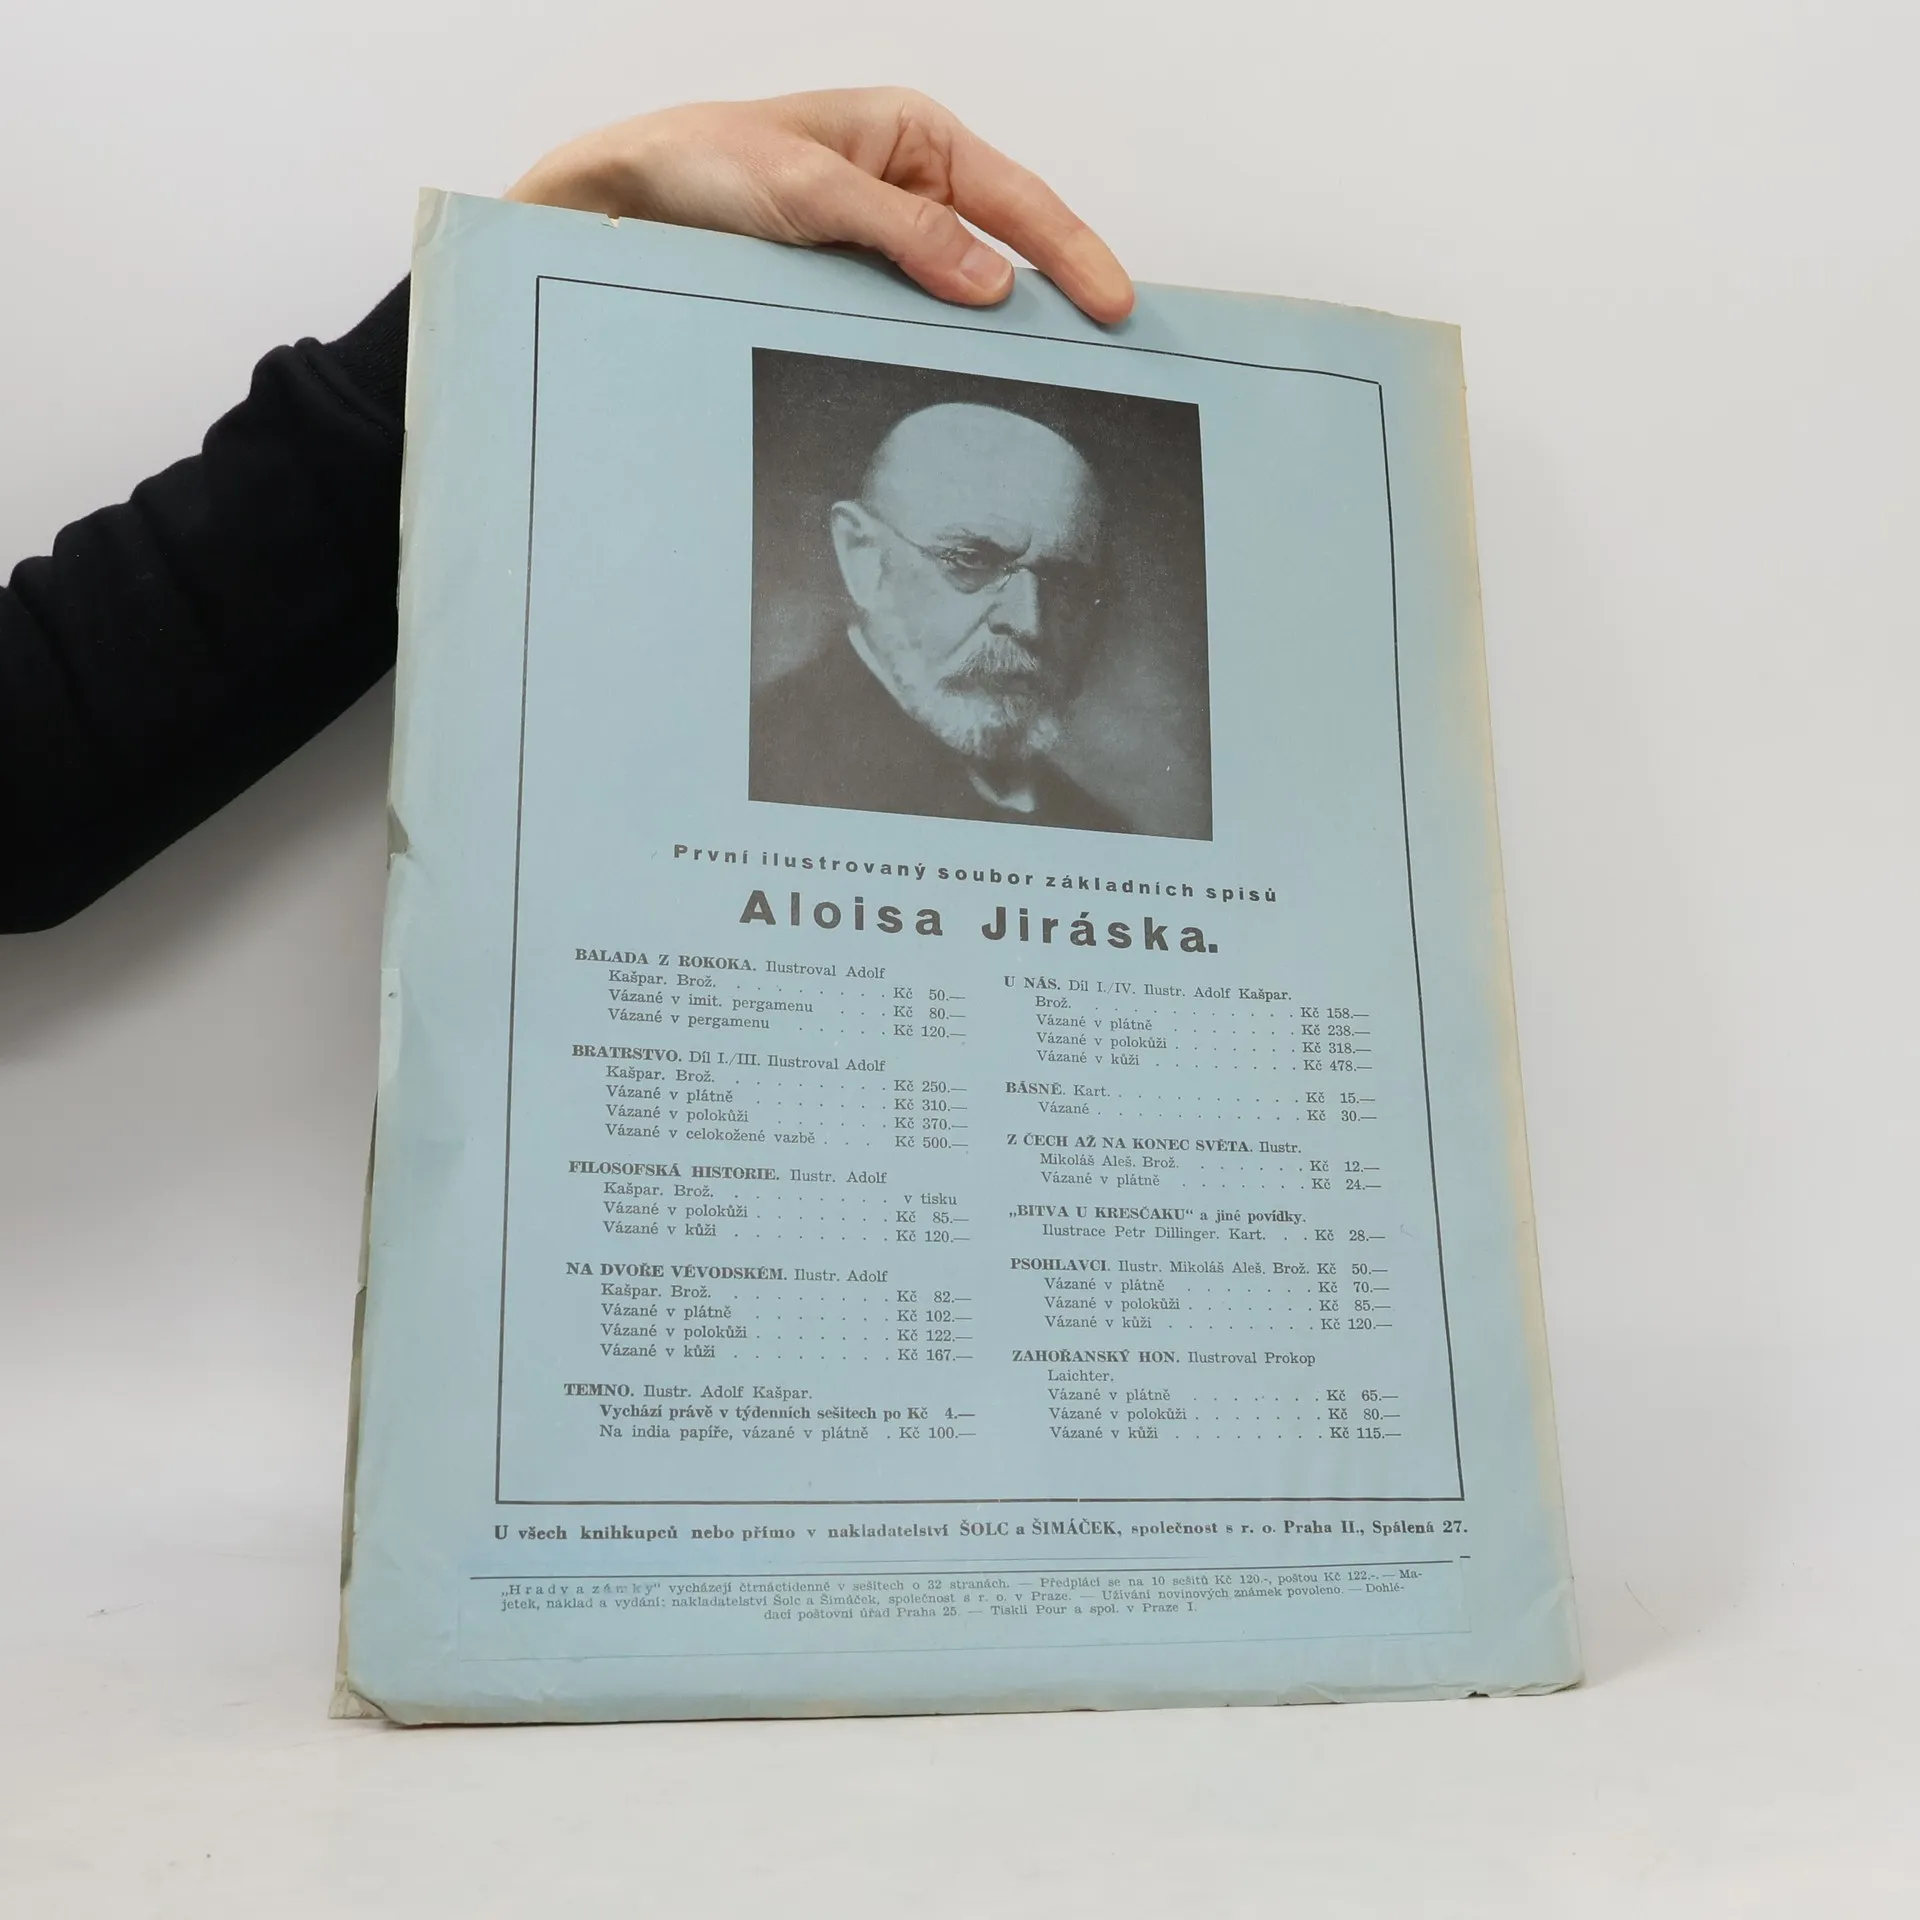 První ilustrovaný soubor základních spisů
Aloisa Jiráska.
BALADA Z ROKOKA. Ilustroval Adolf
Kašpar. Brož. . . . . . . . . Kč 50.—
Vázané v imit. pergamenu . . . Kč 80.—
Vázané v pergamenu . . . . . Kč 120.—
BRATRSTVO. Díl I./III. Ilustroval Adolf
Kašpar. Brož. . . . . . . . . Kč 250.—
Vázané v plátně . . . . . . . Kč 310.—
Vázané v polokůži . . . . . . Kč 370.—
Vázané v celokožené vazbě . . . Kč 500.—
FILOSOFSKÁ HISTORIE. Ilustr. Adolf
Kašpar. Brož. . . . . . . . . v tisku
Vázané v polokůži . . . . . . . Kč 85.—
Vázané v kůži . . . . . . . . Kč 120.—
NA DVOŘE VÉVODSKÉM. Ilustr. Adolf
Kašpar. Brož. . . . . . . . . Kč 82.—
Vázané v plátně . . . . . . . Kč 102.—
Vázané v polokůži . . . . . . . Kč 122.—
Vázané v kůži . . . . . . . . Kč 167.—
TEMNO. Ilustr. Adolf Kašpar.
Vychází právě v týdenních sešitech po Kč 4.—
Na india papíře, vázané v plátně . Kč 100.—
U NÁS. Díl I./IV. Ilustr. Adolf Kašpar.
Brož. . . . . . . . . . . . Kč 158.—
Vázané v plátně . . . . . . . Kč 238.—
Vázané v polokůži . . . . . . . Kč 318.—
Vázané v kůži . . . . . . . . Kč 478.—
BÁSNĚ. Kart. . . . . . . . . . . Kč 15.—
Vázané . . . . . . . . . . . Kč 30.—
Z ČECH AŽ NA KONEC SVĚTA. Ilustr.
Mikoláš Aleš. Brož. . . . . . . Kč 12.—
Vázané v plátně . . . . . . . Kč 24.—
„BITVA U KRESČAKU“ a jiné povídky.
Ilustrace Petr Dillinger. Kart. . . Kč 28.—
PSOHLAVCI. Ilustr. Mikoláš Aleš. Brož. Kč 50.—
Vázané v plátně . . . . . . . Kč 70.—
Vázané v polokůži . . . . . . . Kč 85.—
Vázané v kůži . . . . . . . . Kč 120.—
ZAHOŘANSKÝ HON. Ilustroval Prokop
Laichter.
Vázané v plátně . . . . . . . Kč 65.—
Vázané v polokůži . . . . . . . Kč 80.—
Vázané v kůži . . . . . . . . Kč 115.—
U všech knihkupců nebo přímo v nakladatelství ŠOLC a ŠIMÁČEK, společnost s r. o. Praha II., Spálená 27.
„Hrady a zámky“ vycházejí čtrnáctidenně v sešitech o 32 stranách. — Předplácí se na 10 sešitů Kč 120.-, poštou Kč 122.-. — Ma-
jetek, náklad a vydání: nakladatelství Šolc a Šimáček, společnost s r. o. v Praze. — Užívání novinových známek povoleno. — Dohlé-
dací poštovní úřad Praha 25. — Tiskli Pour a spol. v Praze I.